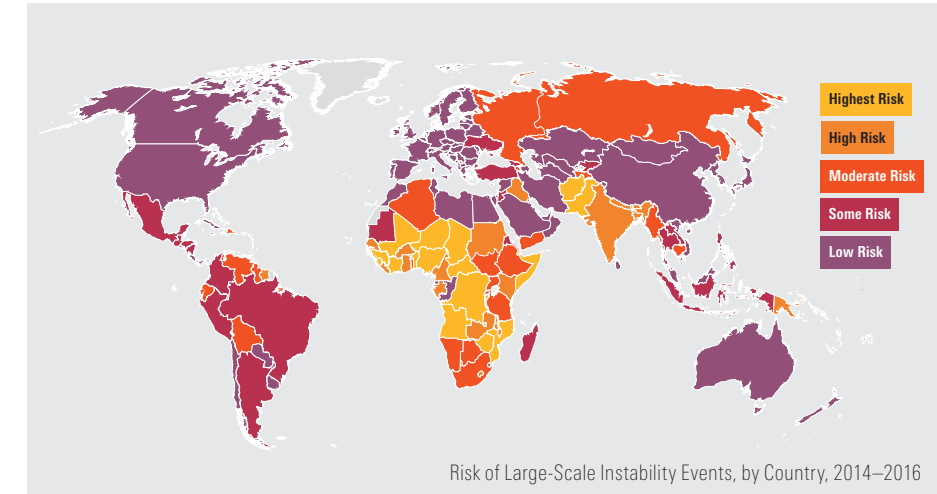 Highest Risk
High Risk
Moderate Risk
Some Risk
Low Risk
Risk of Large-Scale Instability Events, by Country, 2014–2016